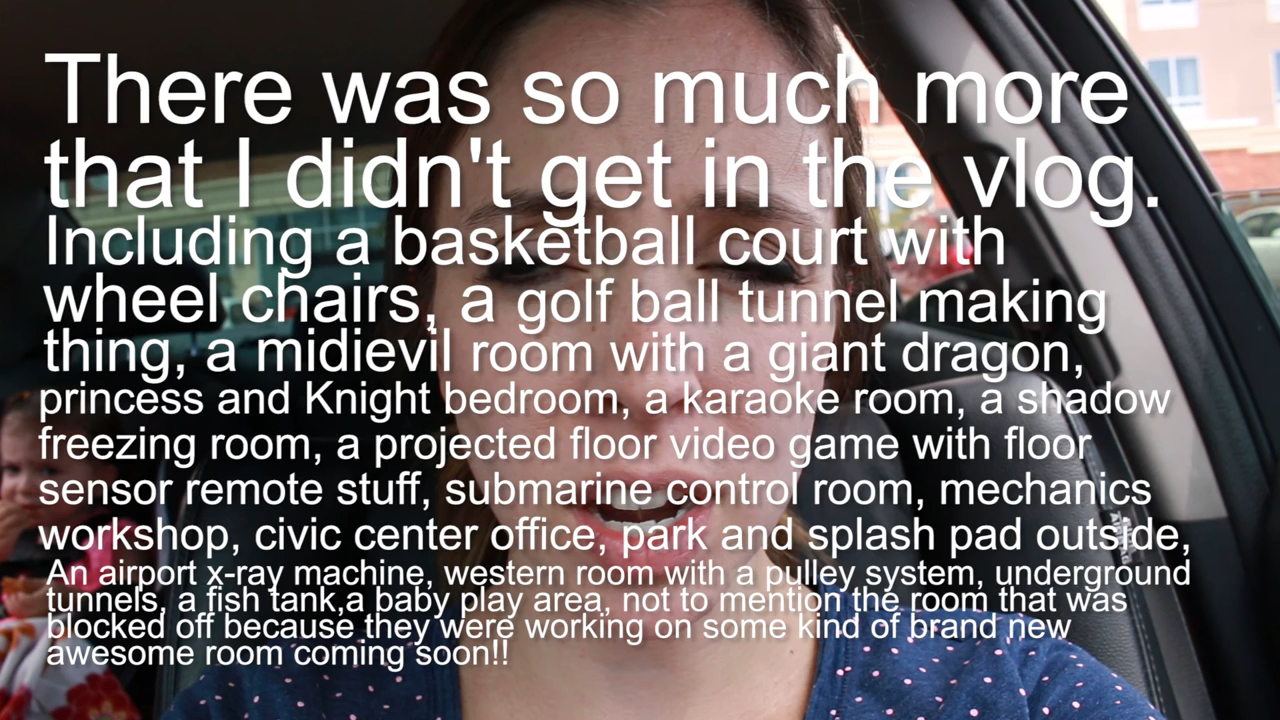 There was so much more
that I didn't get in the vlog.
Including a basketball court with
wheel chairs, a golf ball tunnel making
thing, a midievil room with a giant dragon,
princess and Knight bedroom, a karaoke room, a shadow
freezing room, a projected floor video game with floor
sensor remote stuff, submarine control room, mechanics
workshop, civic center office, park and splash pad outside,
An airport x-ray machine, western room with a pulley system, underground
tunnels, a fish tank,a baby play area, not to mention the room that was
blocked off because they were working on some kind of brand new
awesome room coming soon!!